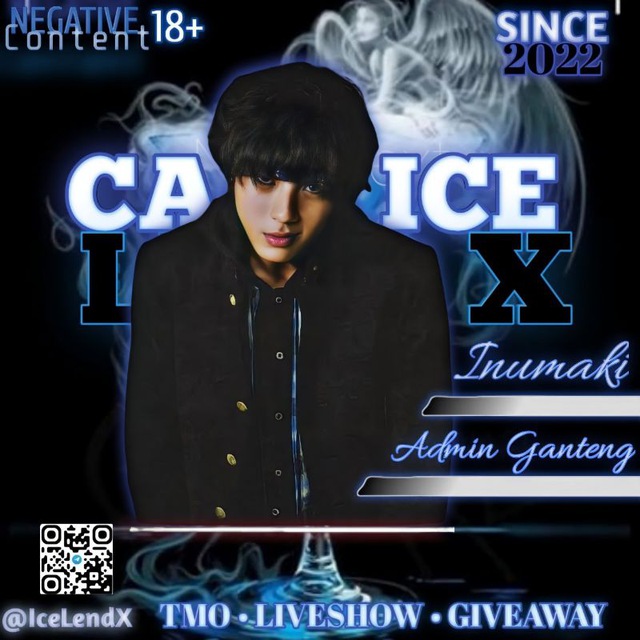 NEGATIVE
Content 18+
SINCE
2022
CA ICE
L X
Inumaki
Admin Ganteng
@IceLendX
TMO • LIVESHOW • GIVEAWAY